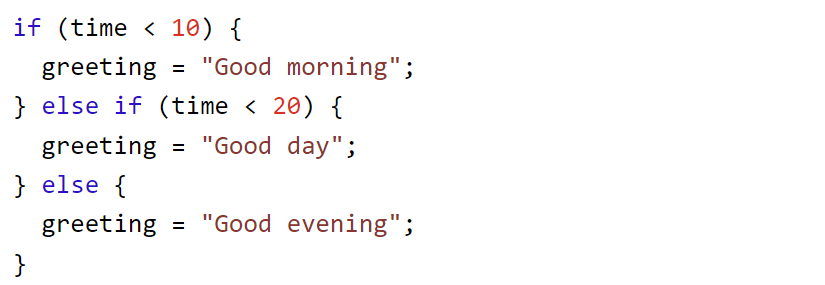 if (time < 10) {
  greeting = "Good morning";
} else if (time < 20) {
  greeting = "Good day";
} else {
  greeting = "Good evening";
}